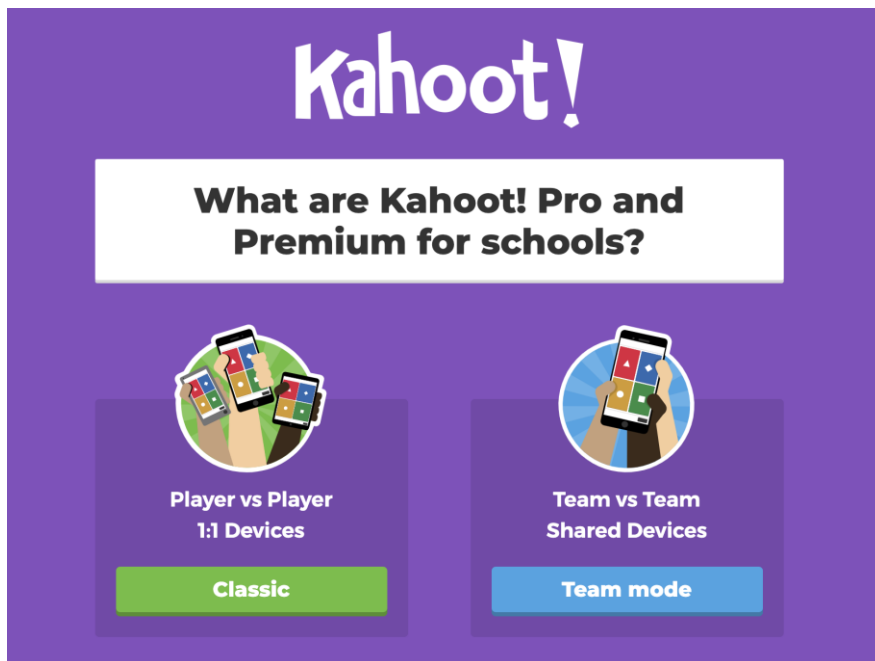 Kahoot!
What are Kahoot! Pro and
Premium for schools?
Player vs Player
1:1 Devices
Classic
Team vs Team
Shared Devices
Team mode